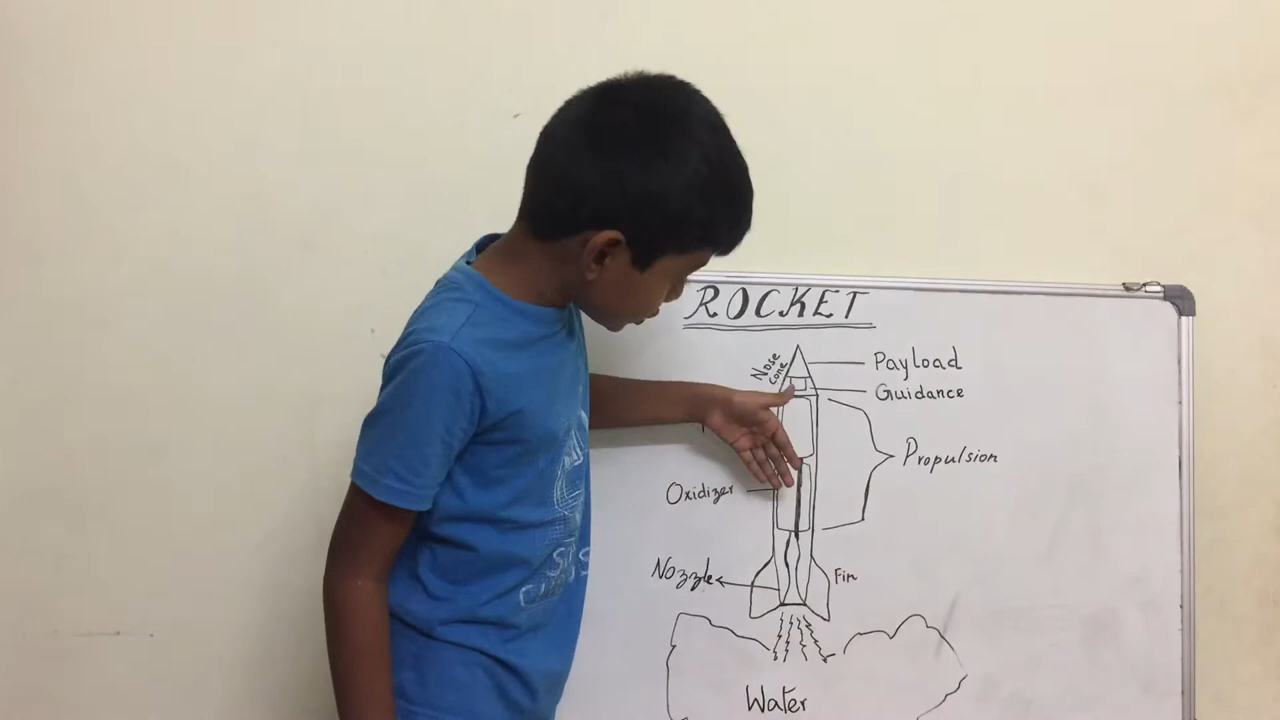 ROCKET
Nose
cone
Payload
Guidance
Propulsion
Oxidizer
Nozzle
Fin
Water